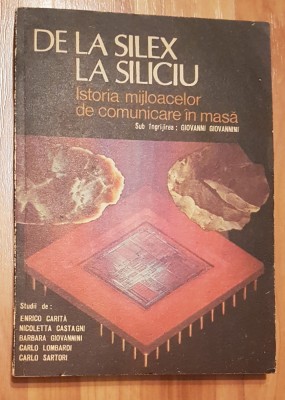 DE LA SILEX
LA SILICIU
Istoria mijloacelor
de comunicare în masă
Sub îngrijirea : GIOVANNI GIOVANNINI
Studii de :
ENRICO CARITÀ
NICOLETTA CASTAGNI
BARBARA GIOVANNINI
CARLO LOMBARDI
CARLO SARTORI